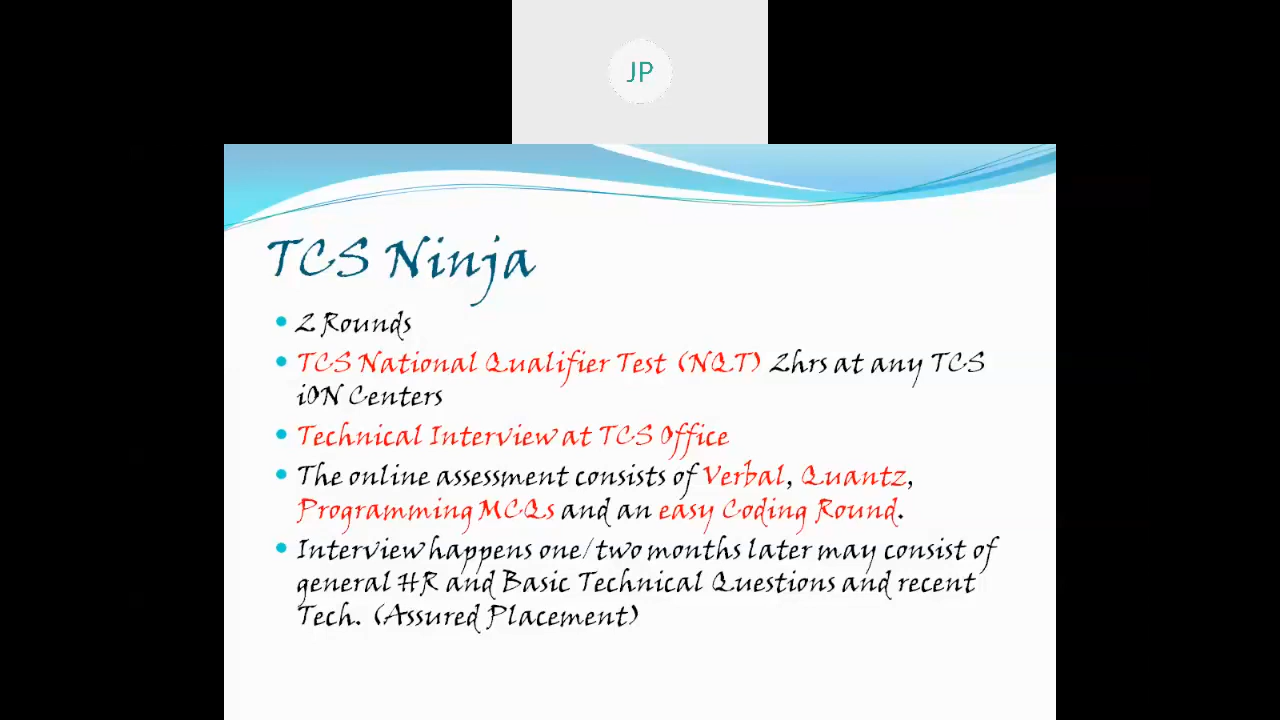 JP
TCS Ninja
2 Rounds
TCS National Qualifier Test (NQT) 2hrs at any TCS
iON Centers
Technical Interview at TCS Office
The online assessment consists of Verbal, Quantz,
Programming MCQs and an easy Coding Round.
Interview happens one/two months later may consist of
general HR and Basic Technical Questions and recent
Tech. (Assured Placement)